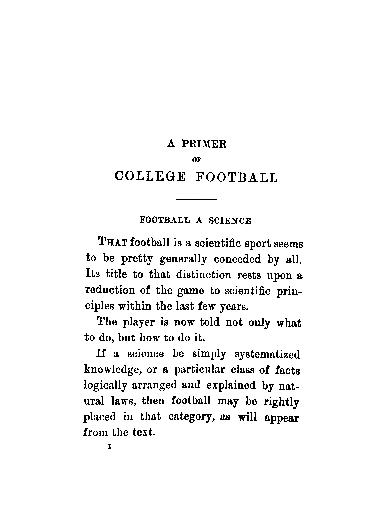 A PRIMER
OF
COLLEGE FOOTBALL
FOOTBALL A SCIENCE
THAT football is a scientific sport seems
to be pretty generally conceded by all.
Its title to that distinction rests upon a
reduction of the game to scientific prin-
ciples within the last few years.
The player is now told not only what
to do, but how to do it.
If a science be simply systematized
knowledge, or a particular class of facts
logically arranged and explained by nat-
ural laws, then football may be rightly
placed in that category, as will appear
from the text.
1